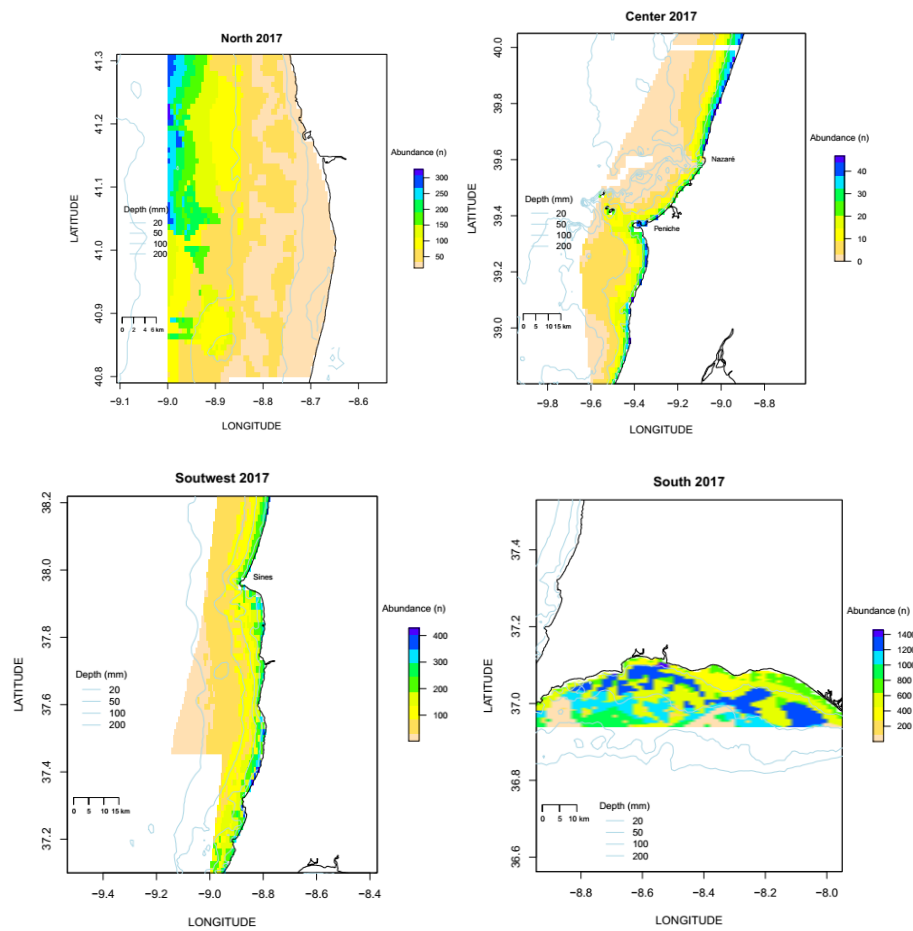 North 2017
41.3
41.2
41.1
41.0
40.9
40.8
LATITUDE
Depth (mm)
20
50
100
200
0 2 4 6 km
−9.1 −9.0 −8.9 −8.8 −8.7 −8.6
LONGITUDE
Abundance (n)
300
250
200
150
100
50
Center 2017
40.0
39.8
39.6
39.4
39.2
39.0
LATITUDE
Nazaré
Peniche
Depth (mm)
20
50
100
200
0 5 10 15 km
−9.8 −9.6 −9.4 −9.2 −9.0 −8.8
LONGITUDE
Abundance (n)
40
30
20
10
0
Soutwest 2017
38.2
38.0
37.8
37.6
37.4
37.2
LATITUDE
Sines
Depth (mm)
20
50
100
200
0 5 10 15 km
−9.4 −9.2 −9.0 −8.8 −8.6 −8.4
LONGITUDE
Abundance (n)
400
300
200
100
South 2017
37.4
37.2
37.0
36.8
36.6
LATITUDE
0 5 10 km
Depth (mm)
20
50
100
200
−8.8 −8.6 −8.4 −8.2 −8.0
LONGITUDE
Abundance (n)
1400
1200
1000
800
600
400
200